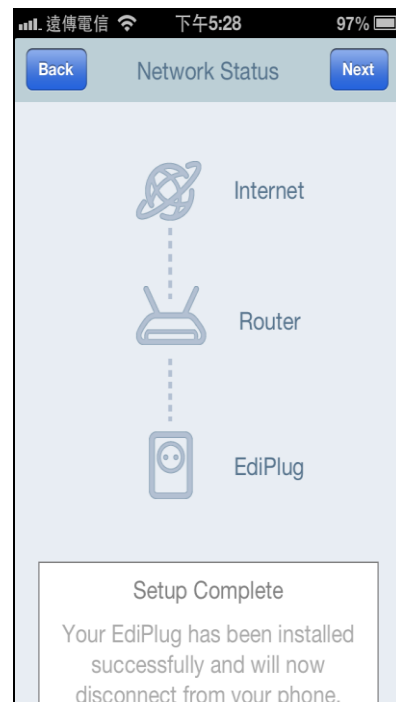 遠傳電信 下午5:28 97%
Back Network Status Next
Internet
Router
EdiPlug
Setup Complete
Your EdiPlug has been installed
successfully and will now
disconnect from your phone.